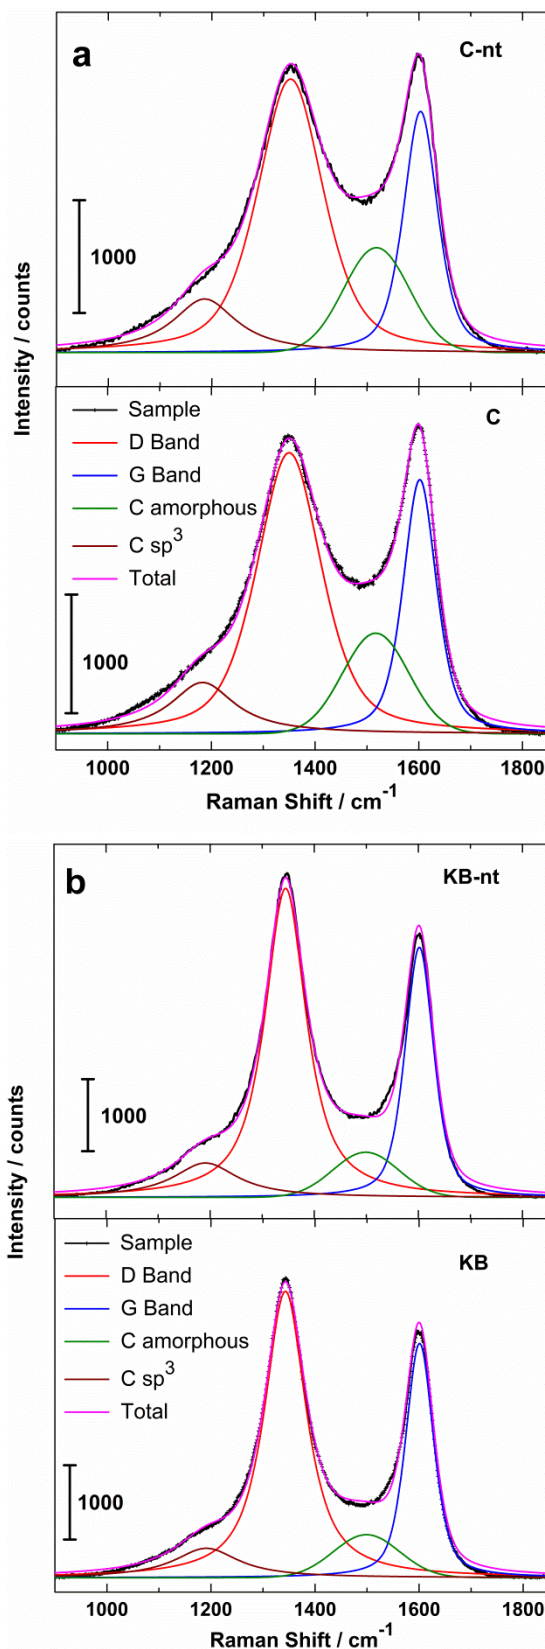 a
C-nt
1000
Intensity / counts
C
Sample
D Band
G Band
C amorphous
C sp³
Total
1000
1000 1200 1400 1600 1800
Raman Shift / cm⁻¹
b
KB-nt
1000
Intensity / counts
KB
Sample
D Band
G Band
C amorphous
C sp³
Total
1000
1000 1200 1400 1600 1800
Raman Shift / cm⁻¹